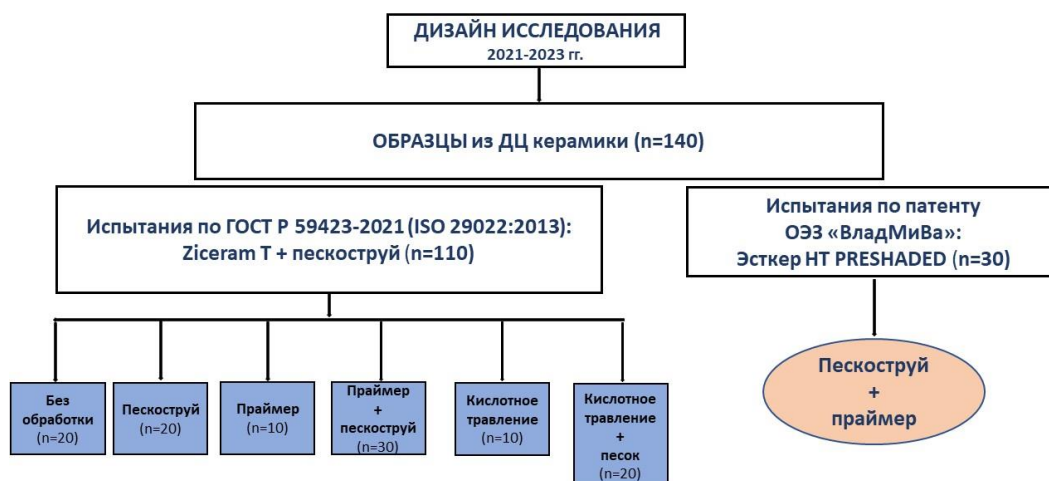 ДИЗАЙН ИССЛЕДОВАНИЯ
2021-2023 гг.
ОБРАЗЦЫ из ДЦ керамики (n=140)
Испытания по ГОСТ Р 59423-2021 (ISO 29022:2013):
Ziceram T + пескоструй (n=110)
Испытания по патенту
ОЭЗ «ВладМиВа»:
Эсткер HT PRESHADED (n=30)
Без
обработки
(n=20)
Пескоструй
(n=20)
Праймер
(n=10)
Праймер
+
пескоструй
(n=30)
Кислотное
травление
(n=10)
Кислотное
травление
+
песок
(n=20)
Пескоструй
+
праймер